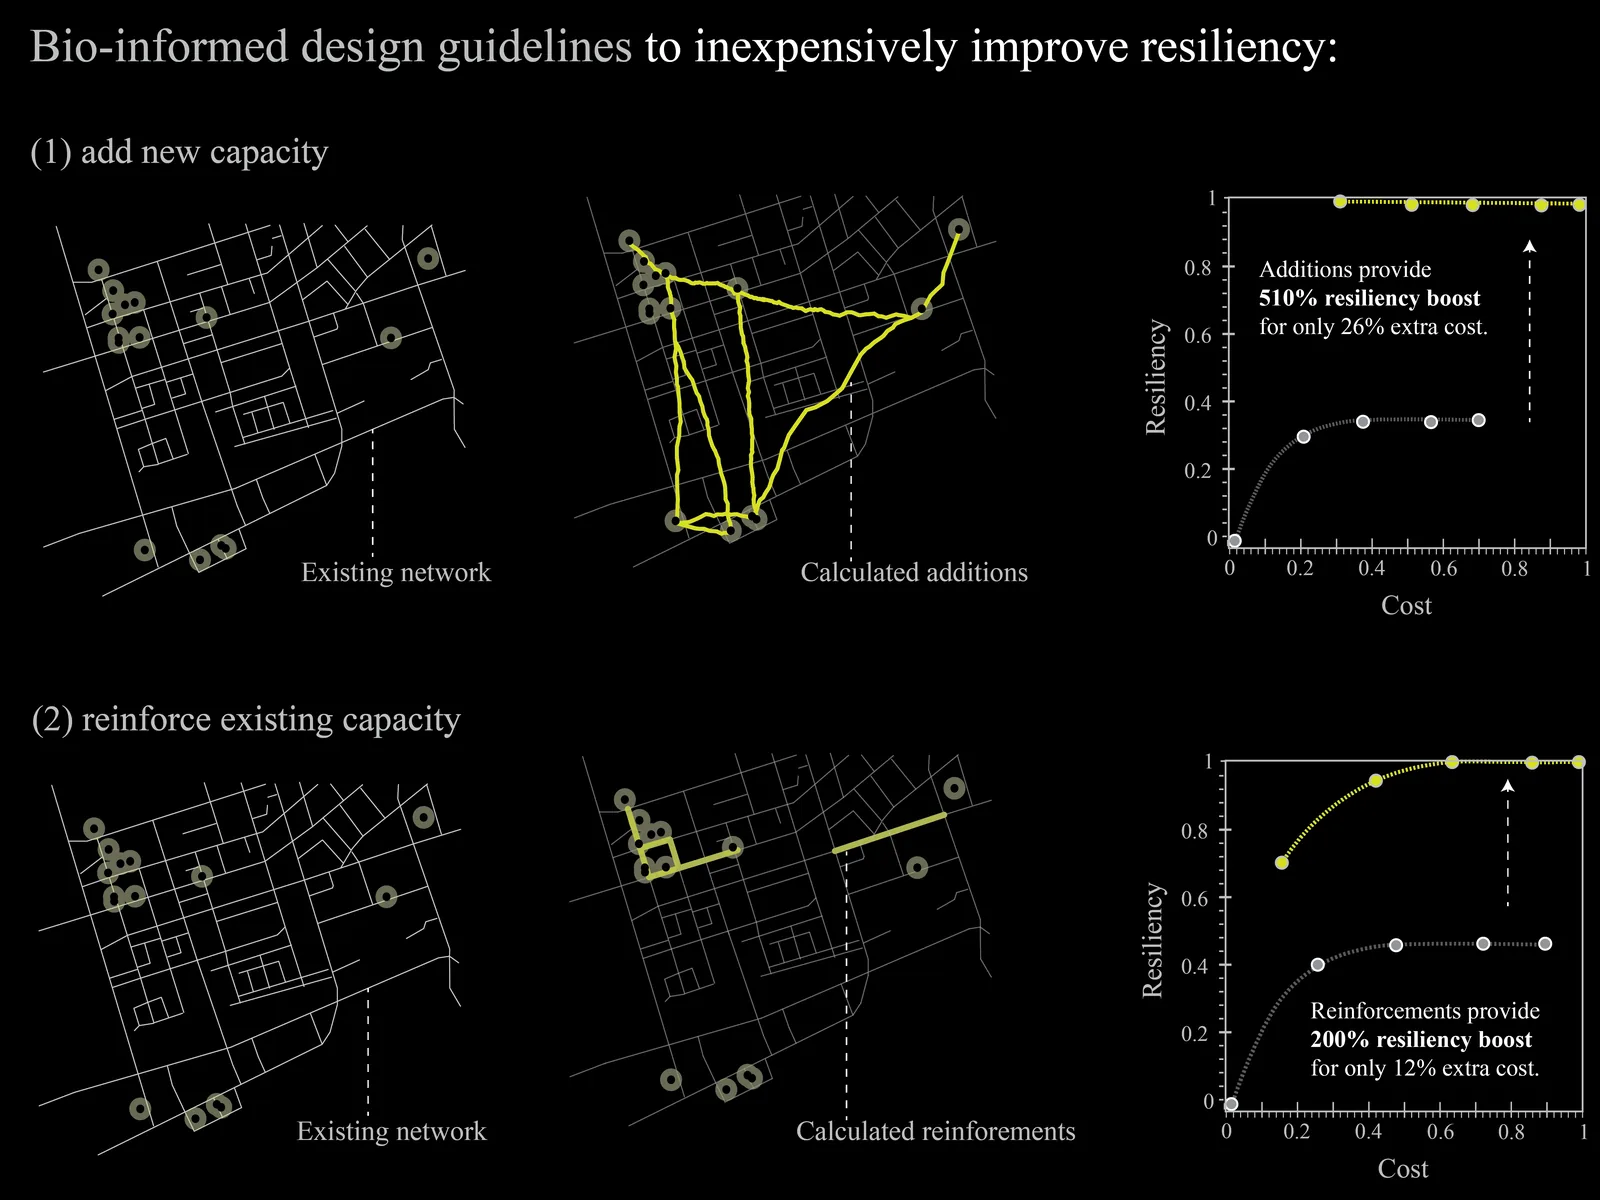 Bio-informed design guidelines to inexpensively improve resiliency:
(1) add new capacity
Existing network
Calculated additions
1
0.8
0.6
0.4
0.2
0
Resiliency
Additions provide
510% resiliency boost
for only 26% extra cost.
0 0.2 0.4 0.6 0.8 1
Cost
(2) reinforce existing capacity
Existing network
Calculated reinforements
1
0.8
0.6
0.4
0.2
0
Resiliency
Reinforcements provide
200% resiliency boost
for only 12% extra cost.
0 0.2 0.4 0.6 0.8 1
Cost